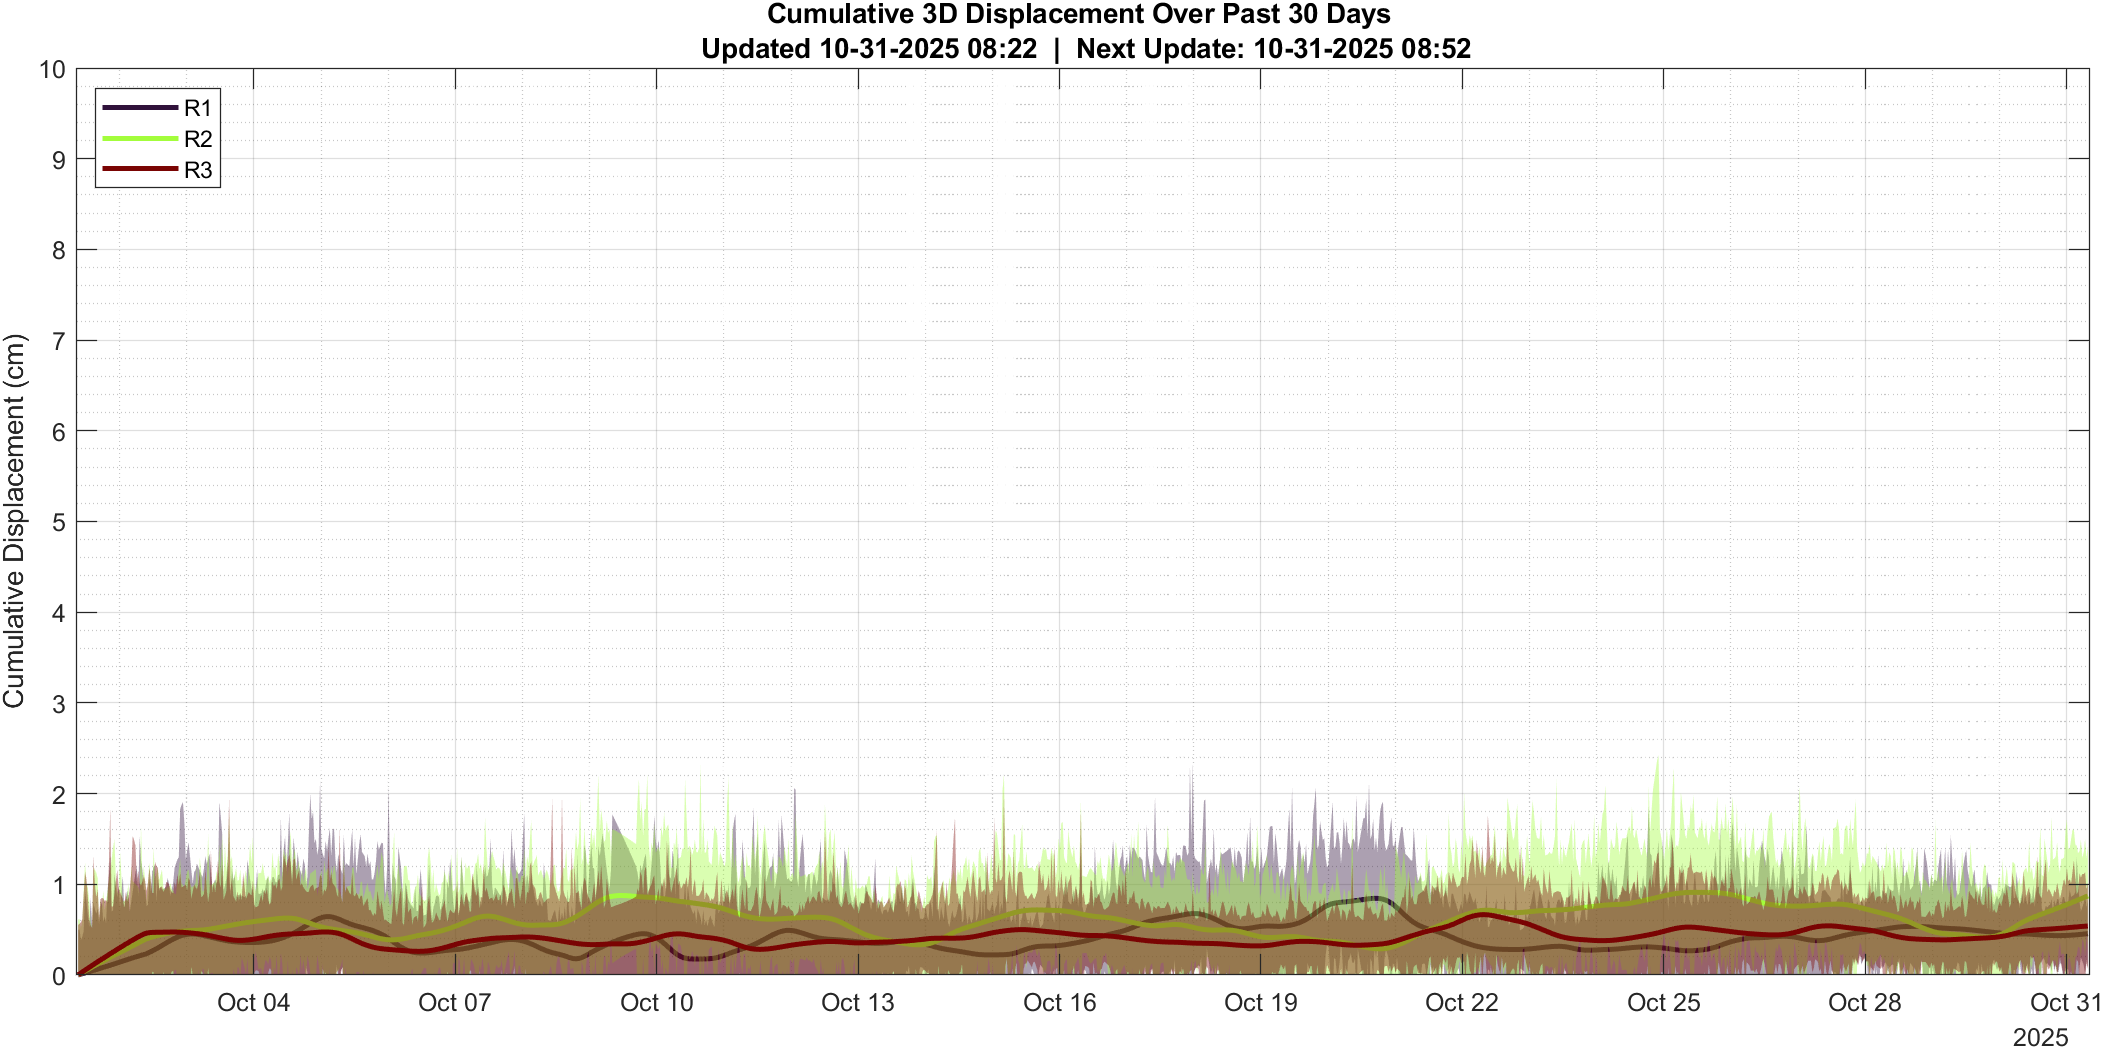 Cumulative 3D Displacement Over Past 30 Days
Updated 10-31-2025 08:22 | Next Update: 10-31-2025 08:52
R1
R2
R3
Cumulative Displacement (cm)
10
9
8
7
6
5
4
3
2
1
0
Oct 04 Oct 07 Oct 10 Oct 13 Oct 16 Oct 19 Oct 22 Oct 25 Oct 28 Oct 31
2025